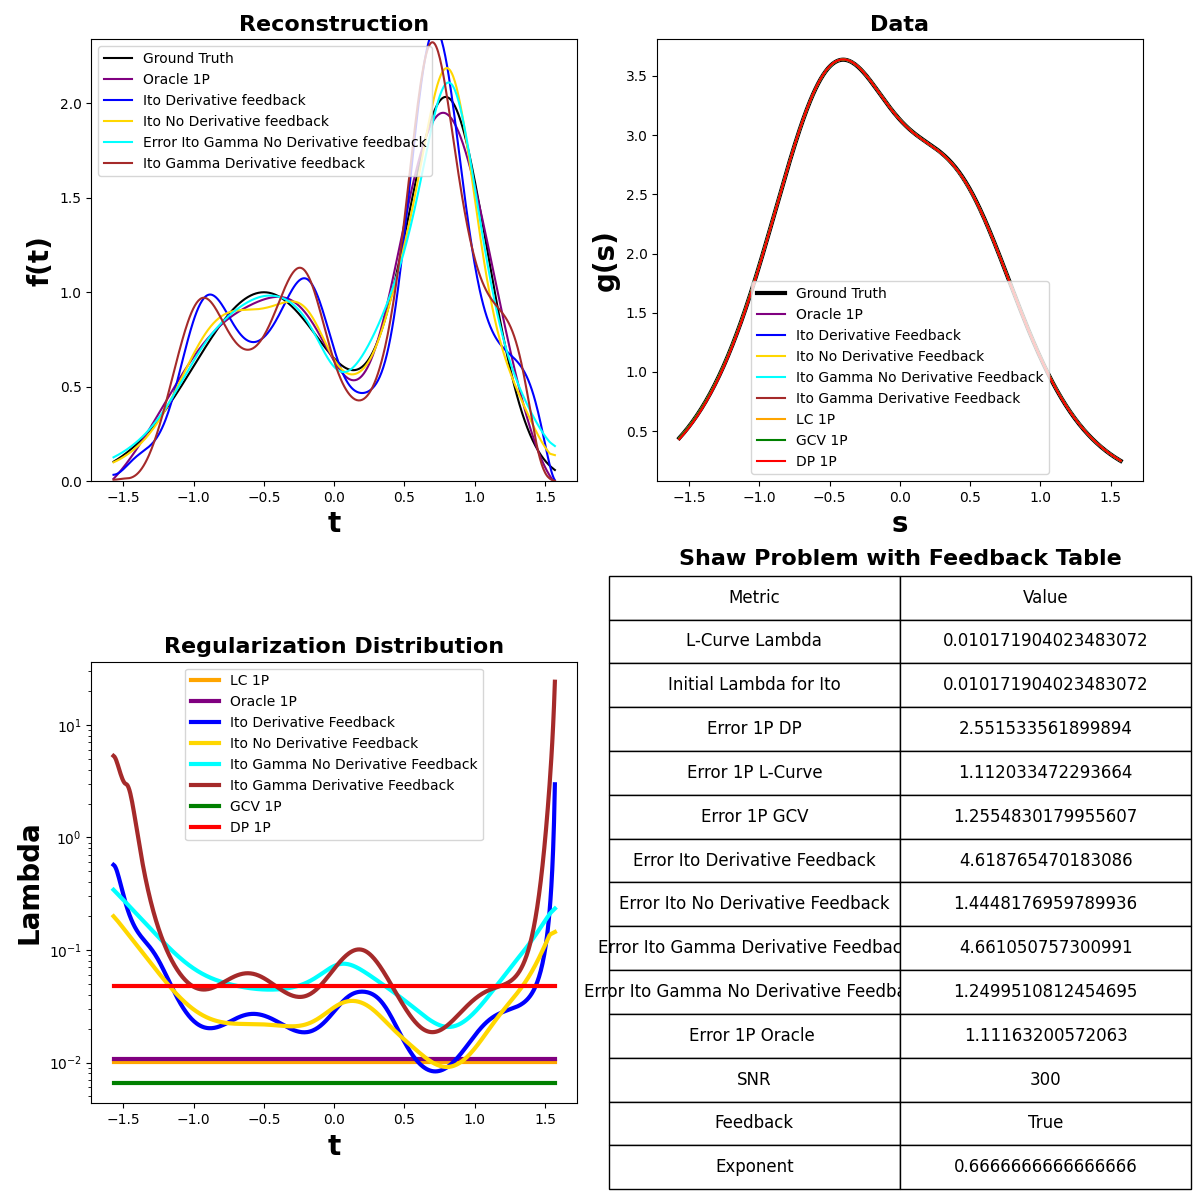 Reconstruction
Ground Truth
Oracle 1P
Ito Derivative feedback
Ito No Derivative feedback
Error Ito Gamma No Derivative feedback
Ito Gamma Derivative feedback
f(t)
2.0
1.5
1.0
0.5
0.0
−1.5 −1.0 −0.5 0.0 0.5 1.0 1.5
t
Data
g(s)
3.5
3.0
2.5
2.0
1.5
1.0
0.5
Ground Truth
Oracle 1P
Ito Derivative Feedback
Ito No Derivative Feedback
Ito Gamma No Derivative Feedback
Ito Gamma Derivative Feedback
LC 1P
GCV 1P
DP 1P
−1.5 −1.0 −0.5 0.0 0.5 1.0 1.5
s
Regularization Distribution
LC 1P
Oracle 1P
Ito Derivative Feedback
Ito No Derivative Feedback
Ito Gamma No Derivative Feedback
Ito Gamma Derivative Feedback
GCV 1P
DP 1P
Lambda
10¹
10⁰
10⁻¹
10⁻²
−1.5 −1.0 −0.5 0.0 0.5 1.0 1.5
t
Shaw Problem with Feedback Table
Metric Value
L-Curve Lambda 0.010171904023483072
Initial Lambda for Ito 0.010171904023483072
Error 1P DP 2.551533561899894
Error 1P L-Curve 1.112033472293664
Error 1P GCV 1.2554830179955607
Error Ito Derivative Feedback 4.618765470183086
Error Ito No Derivative Feedback 1.4448176959789936
Error Ito Gamma Derivative Feedbac 4.661050757300991
Error Ito Gamma No Derivative Feedba 1.2499510812454695
Error 1P Oracle 1.11163200572063
SNR 300
Feedback True
Exponent 0.6666666666666666